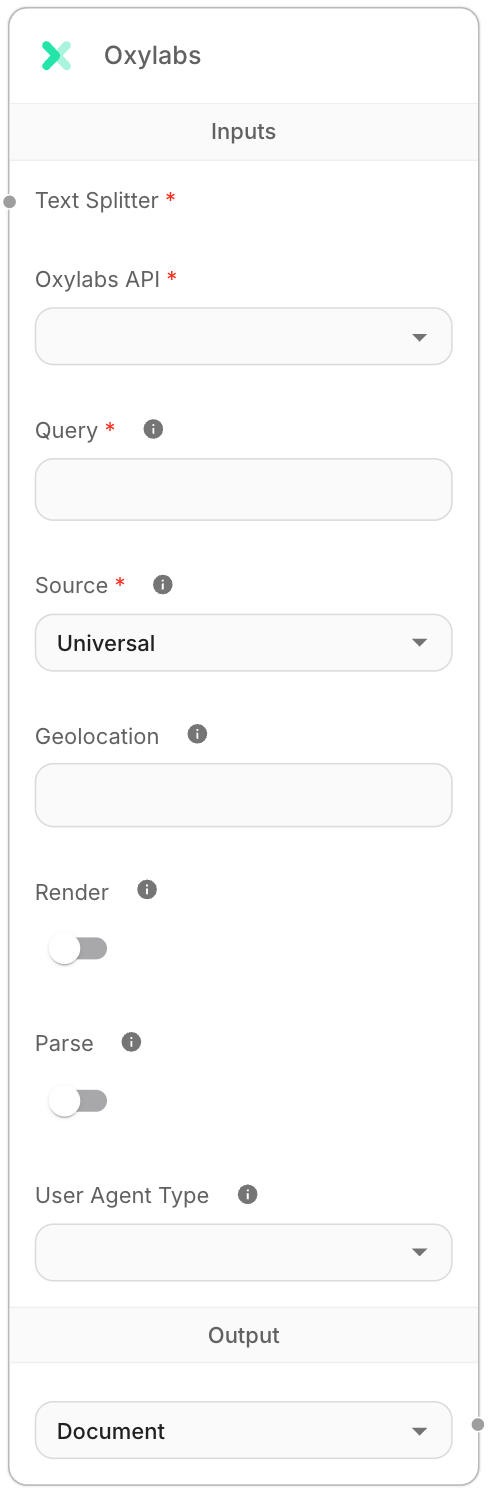 Oxylabs
Inputs
Text Splitter *
Oxylabs API *
Query *
Source *
Universal
Geolocation
Render
Parse
User Agent Type
Output
Document